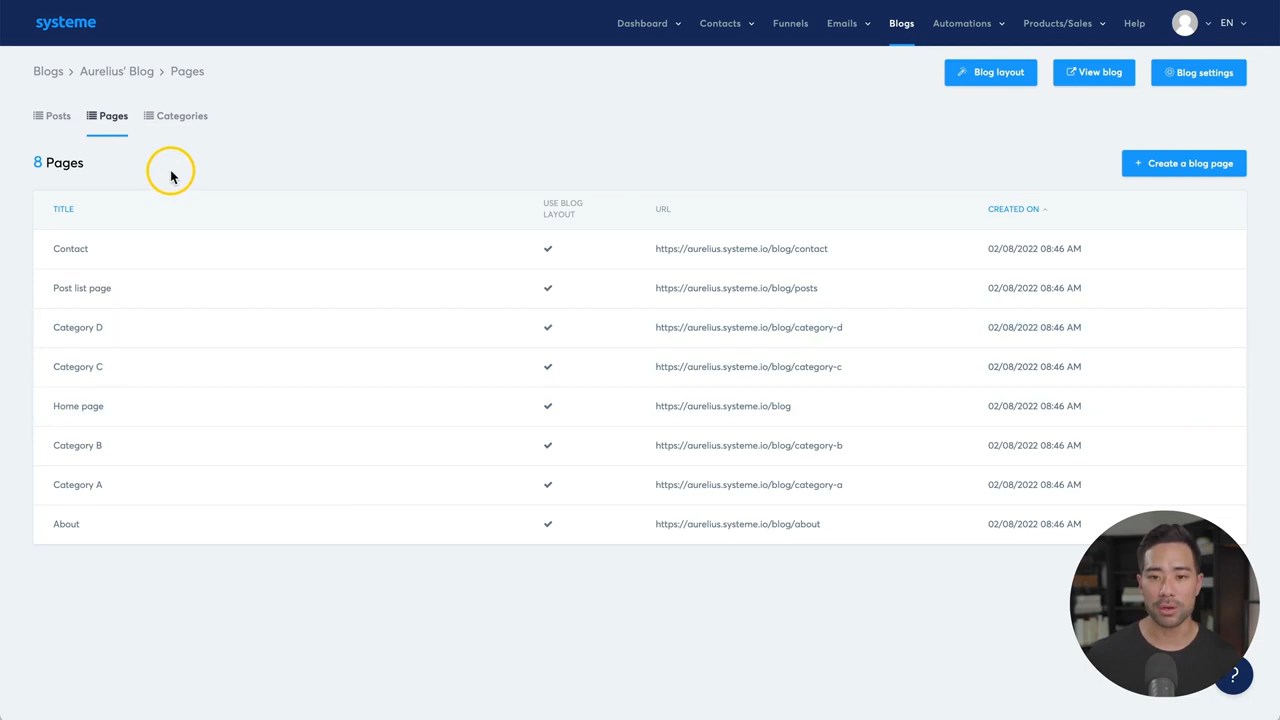 systeme
Dashboard Contacts Funnels Emails Blogs Automations Products/Sales Help EN
Blogs > Aurelius' Blog > Pages
Blog layout View blog Blog settings
Posts Pages Categories
8 Pages
+ Create a blog page
TITLE USE BLOG LAYOUT URL CREATED ON
Contact https://aurelius.systeme.io/blog/contact 02/08/2022 08:46 AM
Post list page https://aurelius.systeme.io/blog/posts 02/08/2022 08:46 AM
Category D https://aurelius.systeme.io/blog/category-d 02/08/2022 08:46 AM
Category C https://aurelius.systeme.io/blog/category-c 02/08/2022 08:46 AM
Home page https://aurelius.systeme.io/blog 02/08/2022 08:46 AM
Category B https://aurelius.systeme.io/blog/category-b 02/08/2022 08:46 AM
Category A https://aurelius.systeme.io/blog/category-a 02/08/2022 08:46 AM
About https://aurelius.systeme.io/blog/about 02/08/2022 08:46 AM
?